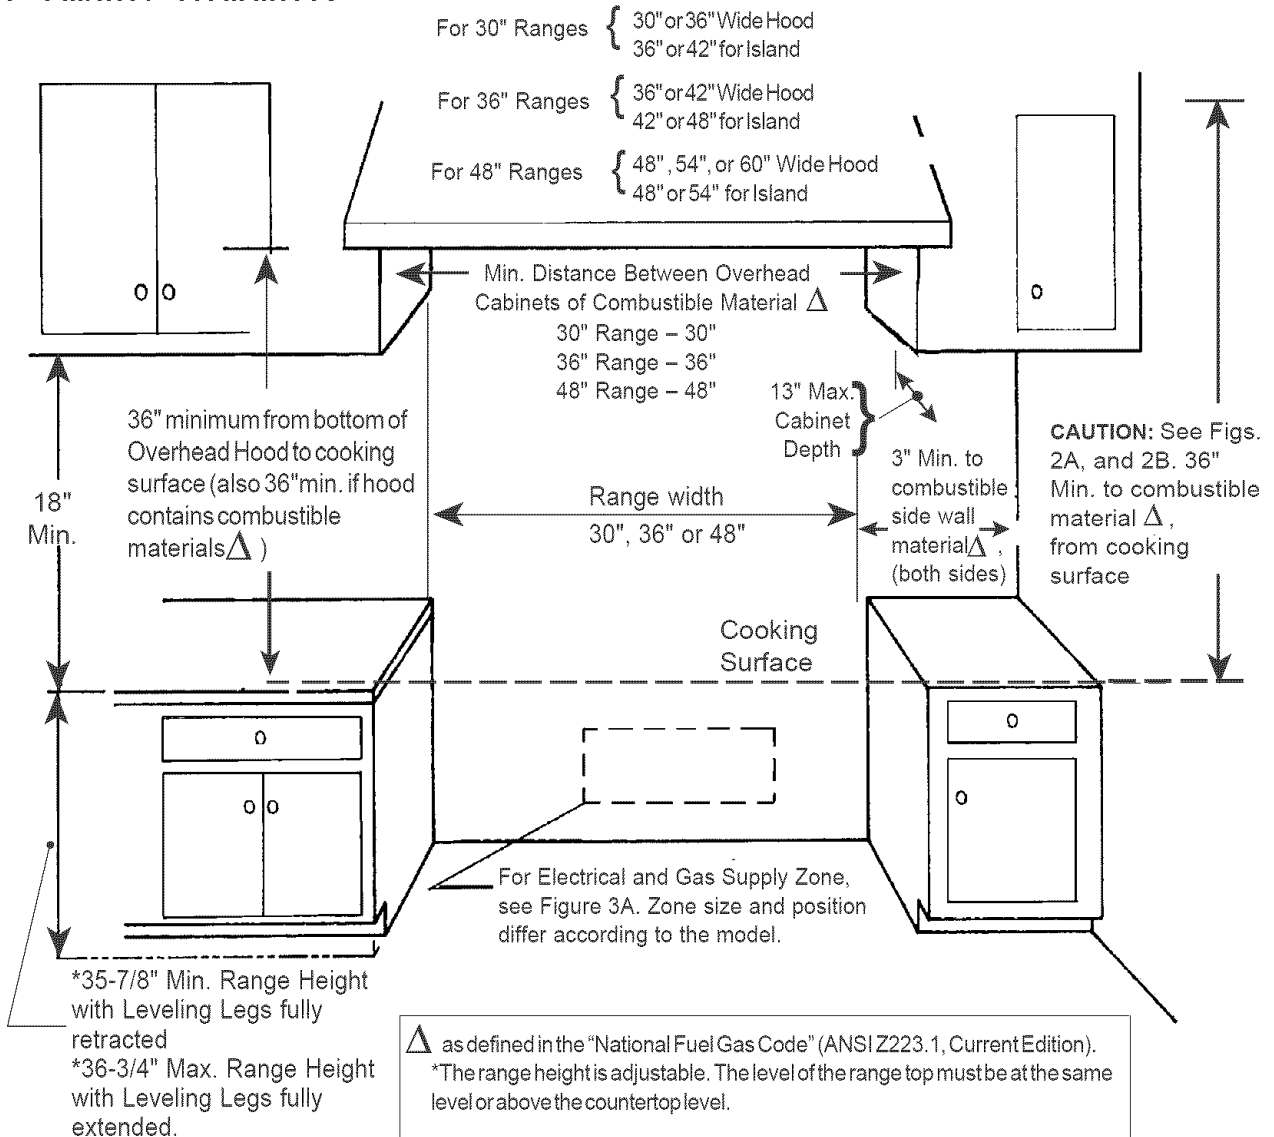 For 30" Ranges { 30" or 36" Wide Hood
36" or 42" for Island
For 36" Ranges { 36" or 42" Wide Hood
42" or 48" for Island
For 48" Ranges { 48", 54", or 60" Wide Hood
48" or 54" for Island
Min. Distance Between Overhead
Cabinets of Combustible Material Δ
30" Range – 30"
36" Range – 36"
48" Range – 48"
13" Max.
Cabinet
Depth
36" minimum from bottom of
Overhead Hood to cooking
surface (also 36" min. if hood
contains combustible
materials Δ )
18"
Min.
Range width
30", 36" or 48"
3" Min. to
combustible
side wall
material Δ ,
(both sides)
CAUTION: See Figs.
2A, and 2B. 36"
Min. to combustible
material Δ ,
from cooking
surface
Cooking
Surface
For Electrical and Gas Supply Zone,
see Figure 3A. Zone size and position
differ according to the model.
*35-7/8" Min. Range Height
with Leveling Legs fully
retracted
*36-3/4" Max. Range Height
with Leveling Legs fully
extended.
Δ as defined in the “National Fuel Gas Code” (ANSI Z223.1, Current Edition).
*The range height is adjustable. The level of the range top must be at the same
level or above the countertop level.